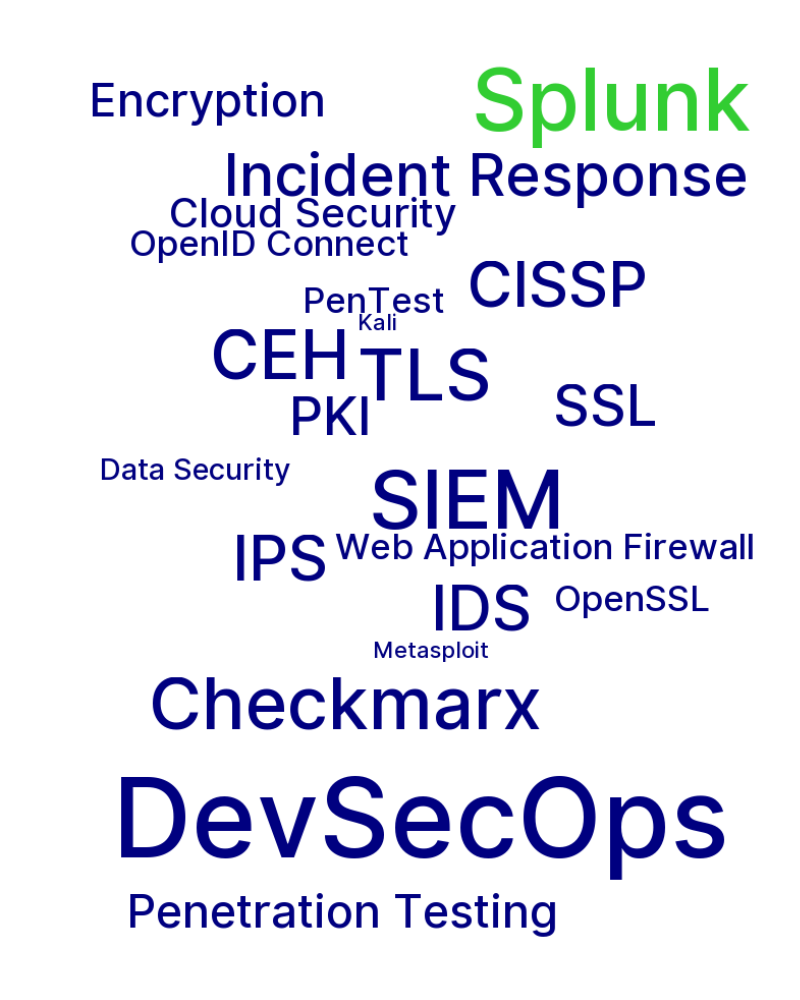 Splunk
Encryption
Incident Response
Cloud Security
OpenID Connect
CISSP
PenTest
Kali
CEH
TLS
SSL
PKI
Data Security
SIEM
Web Application Firewall
IPS
OpenSSL
IDS
Metasploit
Checkmarx
DevSecOps
Penetration Testing